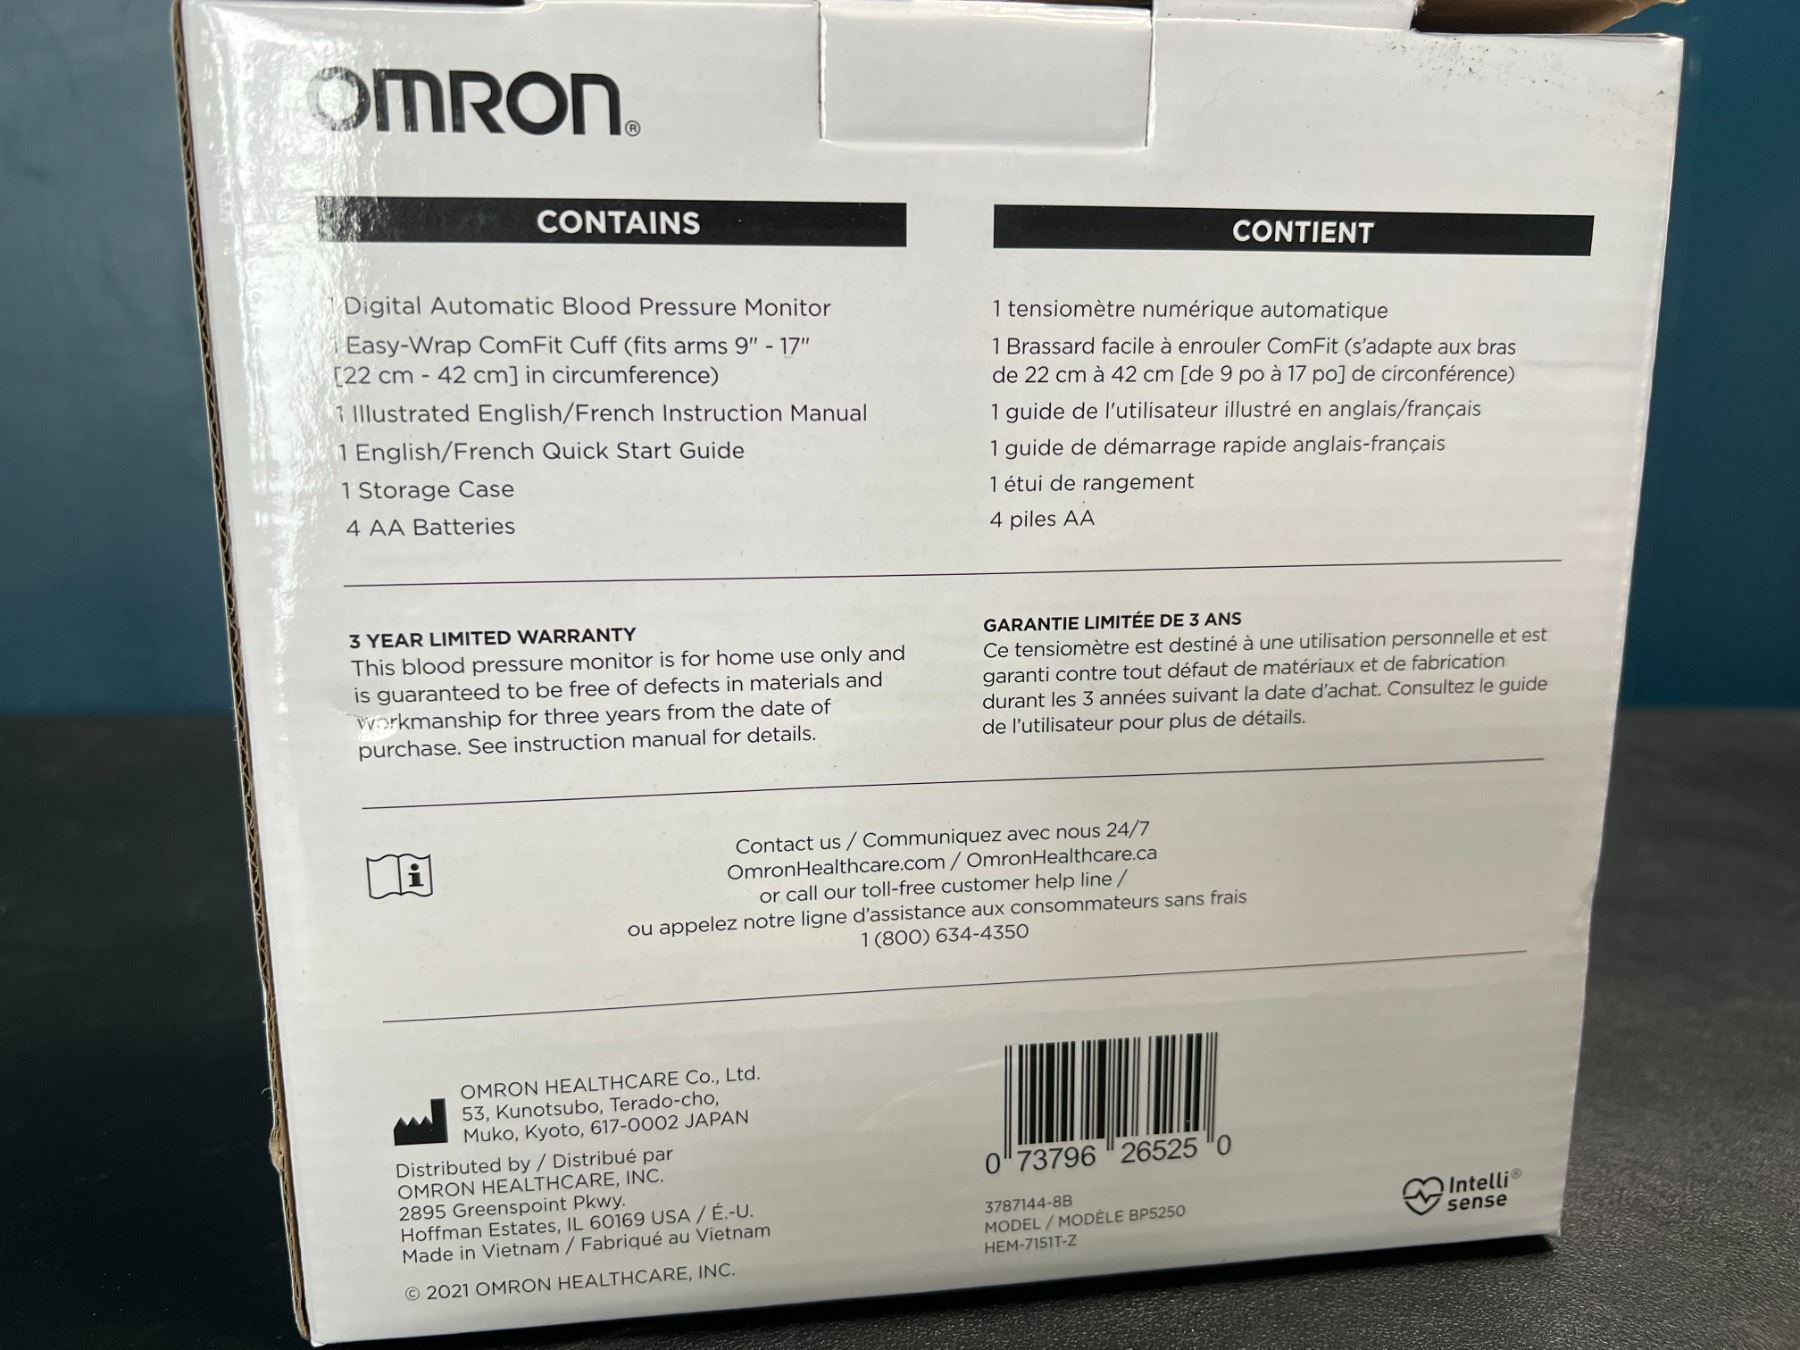 OMRON®
CONTAINS
1 Digital Automatic Blood Pressure Monitor
1 Easy-Wrap ComFit Cuff (fits arms 9" - 17"
[22 cm - 42 cm] in circumference)
1 Illustrated English/French Instruction Manual
1 English/French Quick Start Guide
1 Storage Case
4 AA Batteries
CONTIENT
1 tensiomètre numérique automatique
1 Brassard facile à enrouler ComFit (s'adapte aux bras
de 22 cm à 42 cm [de 9 po à 17 po] de circonférence)
1 guide de l'utilisateur illustré en anglais/français
1 guide de démarrage rapide anglais-français
1 étui de rangement
4 piles AA
3 YEAR LIMITED WARRANTY
This blood pressure monitor is for home use only and
is guaranteed to be free of defects in materials and
workmanship for three years from the date of
purchase. See instruction manual for details.
GARANTIE LIMITÉE DE 3 ANS
Ce tensiomètre est destiné à une utilisation personnelle et est
garanti contre tout défaut de matériaux et de fabrication
durant les 3 années suivant la date d'achat. Consultez le guide
de l'utilisateur pour plus de détails.
Contact us / Communiquez avec nous 24/7
OmronHealthcare.com / OmronHealthcare.ca
or call our toll-free customer help line /
ou appelez notre ligne d'assistance aux consommateurs sans frais
1 (800) 634-4350
OMRON HEALTHCARE Co., Ltd.
53, Kunotsubo, Terado-cho,
Muko, Kyoto, 617-0002 JAPAN
Distributed by / Distribué par
OMRON HEALTHCARE, INC.
2895 Greenspoint Pkwy.
Hoffman Estates, IL 60169 USA / É.-U.
Made in Vietnam / Fabriqué au Vietnam
© 2021 OMRON HEALTHCARE, INC.
0 73796 26525 0
3787144-8B
MODEL / MODÈLE BP5250
HEM-7151T-Z
Intelli®
sense